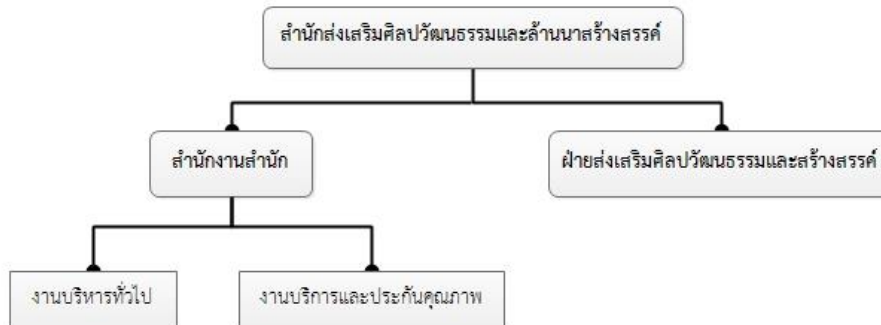 สำนักส่งเสริมศิลปวัฒนธรรมและล้านนาสร้างสรรค์
สำนักงานสำนัก
ฝ่ายส่งเสริมศิลปวัฒนธรรมและสร้างสรรค์
งานบริหารทั่วไป
งานบริการและประกันคุณภาพ